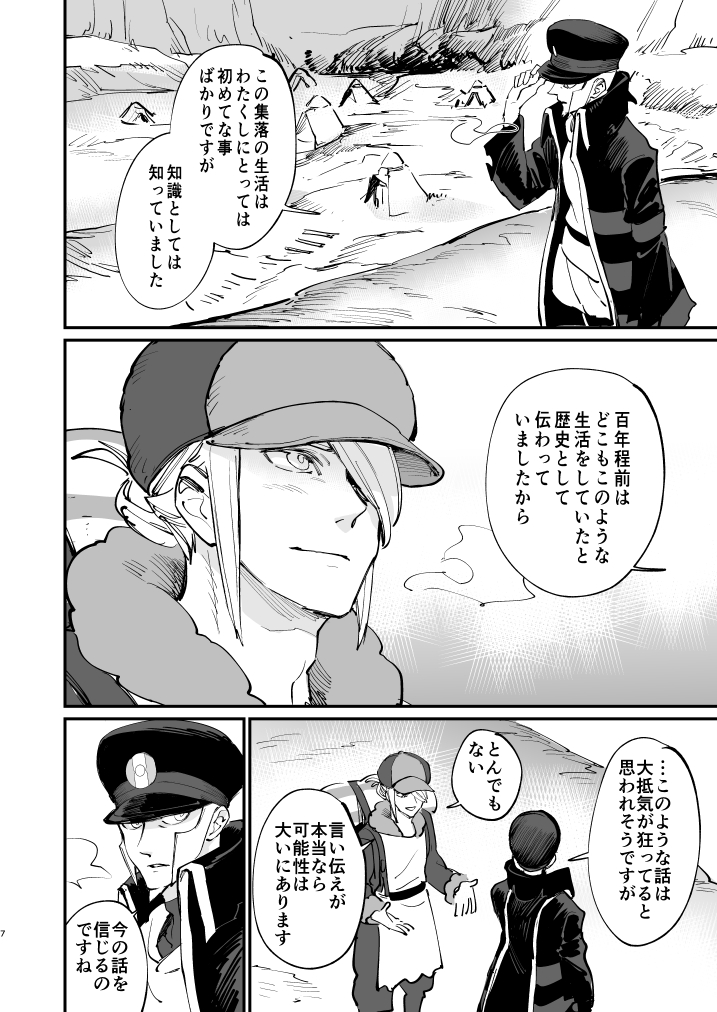 この集落の生活は
わたくしにとっては
初めてな事
ばかりですが
知識としては
知っていました
百年程前は
どこもこのような
生活をしていたと
歴史として
伝わって
いましたから
…このような話は
大抵気が狂ってると
思われそうですが
とんでも
ない
言い伝えが
本当なら
可能性は
大いにあります
今の話を
信じるの
ですね
7